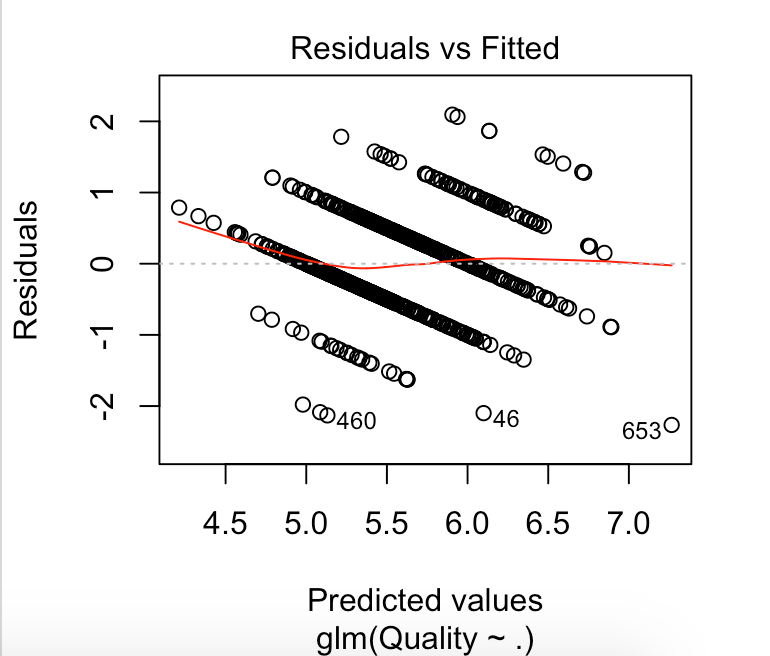 Residuals vs Fitted
Residuals
2
1
0
-1
-2
460
46
653
4.5 5.0 5.5 6.0 6.5 7.0
Predicted values
glm(Quality ~ .)